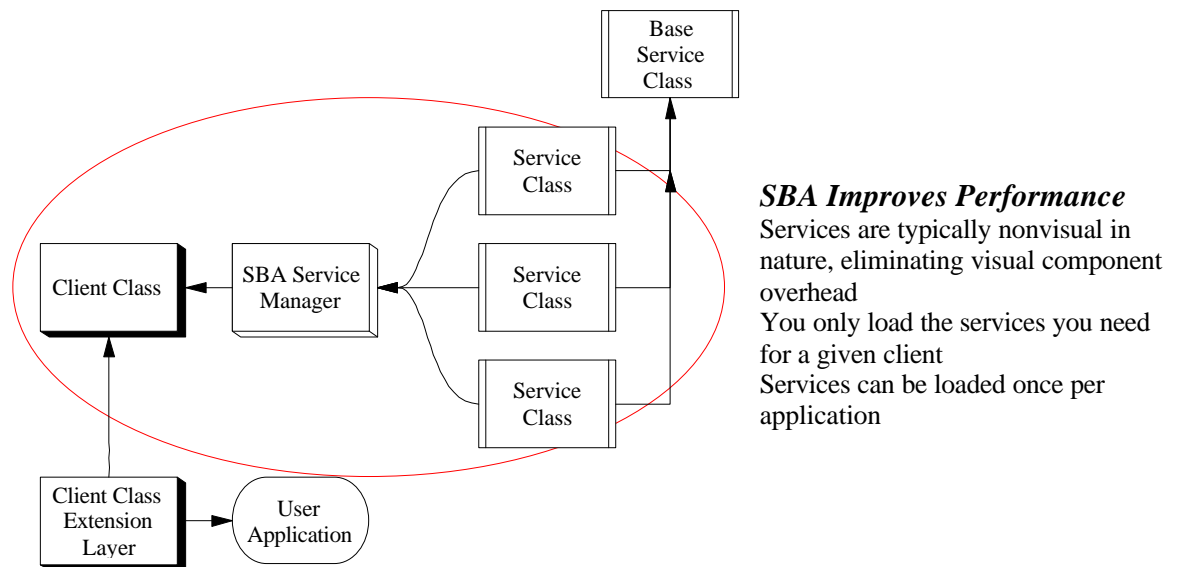 Base
Service
Class
Service
Class
SBA Improves Performance
Services are typically nonvisual in
nature, eliminating visual component
overhead
You only load the services you need
for a given client
Services can be loaded once per
application
Client Class
SBA Service
Manager
Service
Class
Service
Class
Client Class
Extension
Layer
User
Application